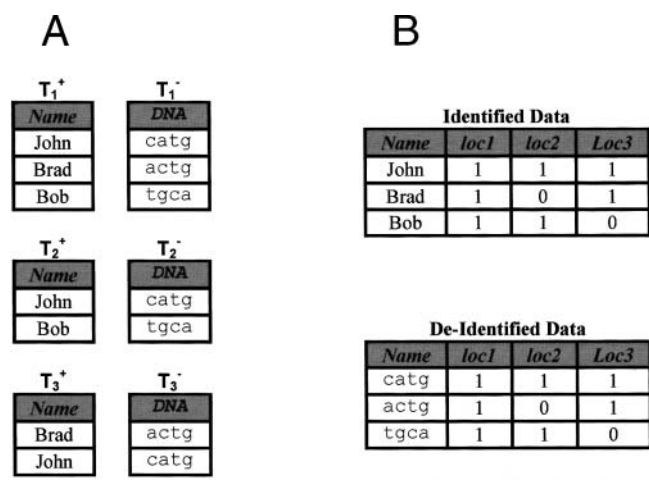 A
T1+ T1-
Name DNA
John catg
Brad actg
Bob tgca
T2+ T2-
Name DNA
John catg
Bob tgca
T3+ T3-
Name DNA
Brad actg
John catg
B
Identified Data
Name loc1 loc2 Loc3
John 1 1 1
Brad 1 0 1
Bob 1 1 0
De-Identified Data
Name loc1 loc2 Loc3
catg 1 1 1
actg 1 0 1
tgca 1 1 0